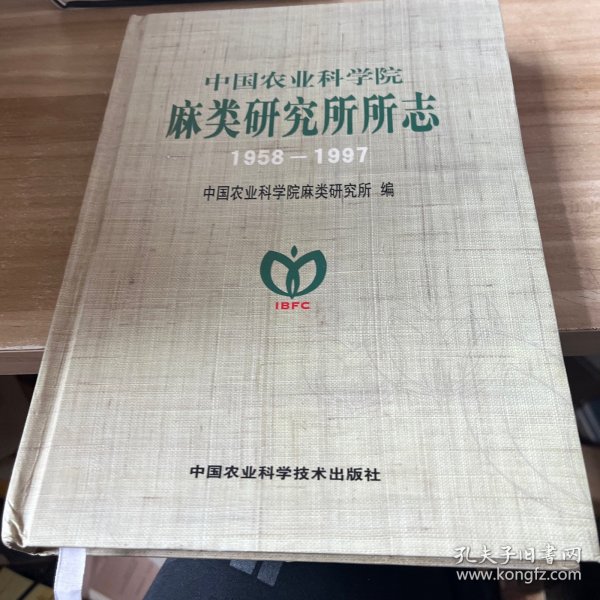 中国农业科学院
麻类研究所所志
1958－1997
中国农业科学院麻类研究所 编
IBFC
中国农业科学技术出版社
孔夫子旧书网
www.kongfz.com